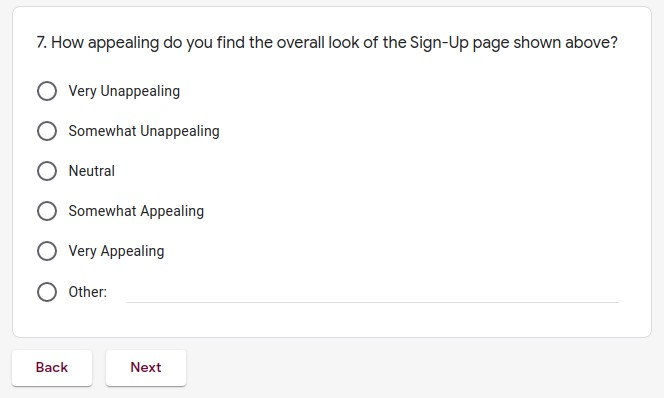 7. How appealing do you find the overall look of the Sign-Up page shown above?
Very Unappealing
Somewhat Unappealing
Neutral
Somewhat Appealing
Very Appealing
Other:
Back
Next